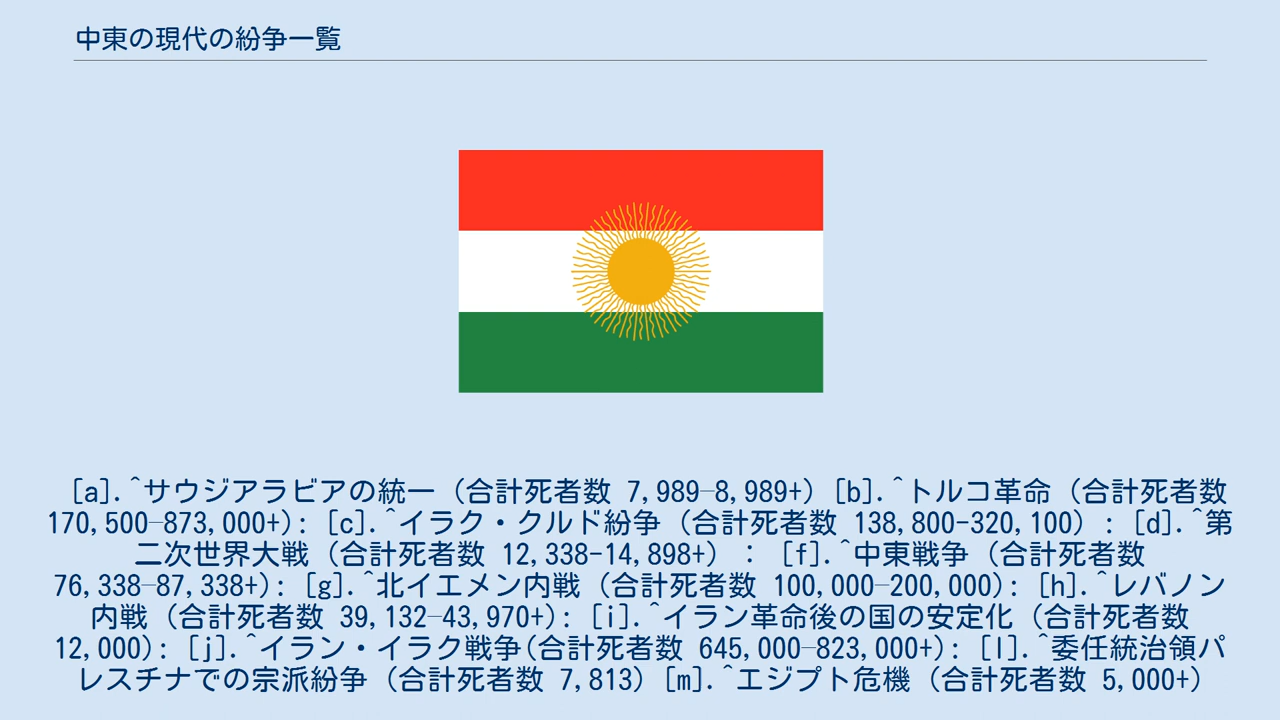 中東の現代の紛争一覧
[a].^サウジアラビアの統一 (合計死者数 7,989–8,989+) [b].^トルコ革命 (合計死者数
170,500–873,000+): [c].^イラク・クルド紛争 (合計死者数 138,800-320,100) : [d].^第
二次世界大戦 (合計死者数 12,338-14,898+) : [f].^中東戦争 (合計死者数
76,338–87,338+): [g].^北イエメン内戦 (合計死者数 100,000–200,000): [h].^レバノン
内戦 (合計死者数 39,132–43,970+): [i].^イラン革命後の国の安定化 (合計死者数
12,000): [j].^イラン・イラク戦争(合計死者数 645,000–823,000+): [l].^委任統治領パ
レスチナでの宗派紛争 (合計死者数 7,813) [m].^エジプト危機 (合計死者数 5,000+)